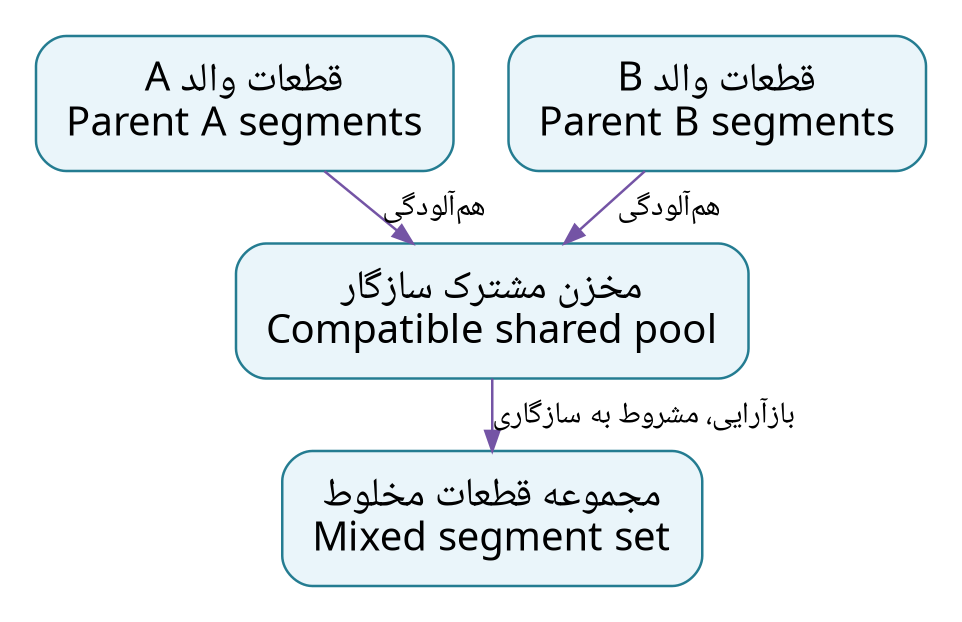 قطعات والد A
Parent A segments
قطعات والد B
Parent B segments
هم‌آلودگی
هم‌آلودگی
مخزن مشترک سازگار
Compatible shared pool
بازآرایی، مشروط به سازگاری
مجموعه قطعات مخلوط
Mixed segment set